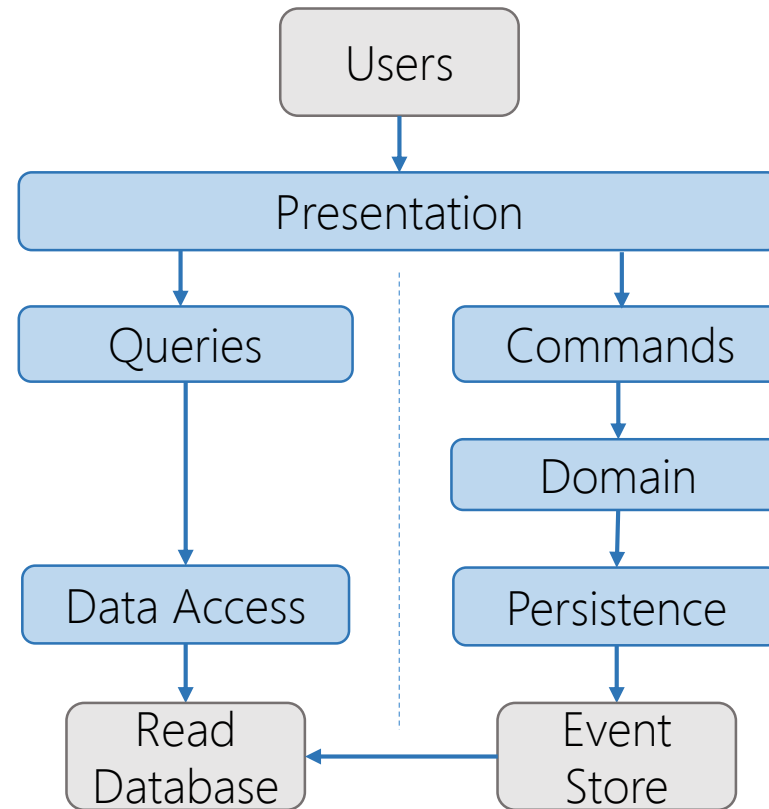 Users
Presentation
Queries
Commands
Domain
Data Access
Persistence
Read
Database
Event
Store